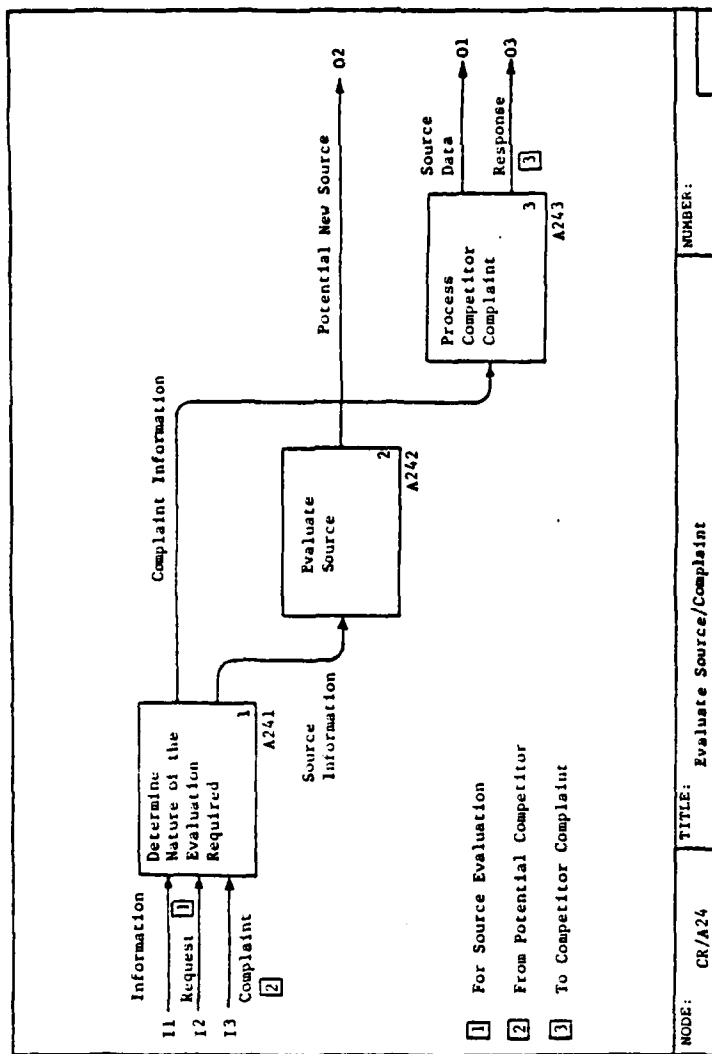 Information
I1
Request [1]
I2
I3
Complaint
[2]
Determine
Nature of the
Evaluation
Required
1
A241
Complaint Information
Source
Information
Evaluate
Source
2
A242
Potential New Source
O2
Process
Competitor
Complaint
3
A243
Source
Data
O1
Response
O3
[3]
[1] For Source Evaluation
[2] From Potential Competitor
[3] To Competitor Complaint
NODE:
CR/A24
TITLE:
Evaluate Source/Complaint
NUMBER: